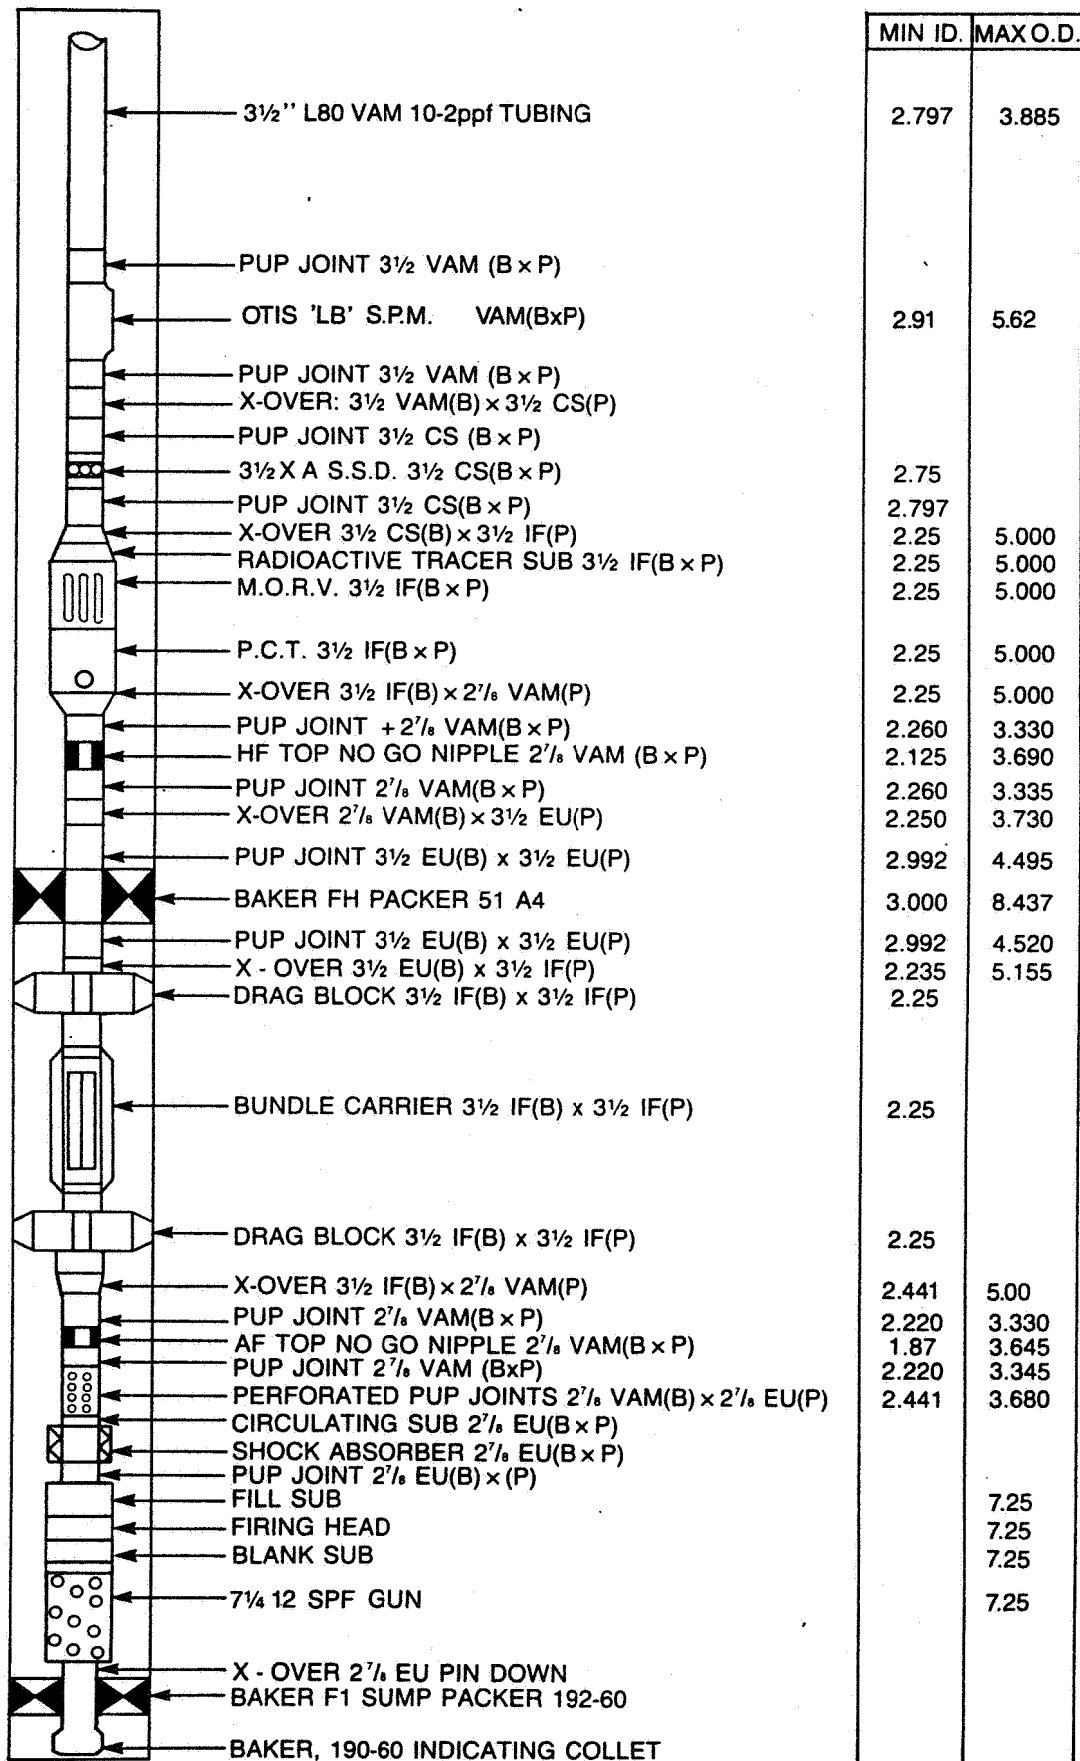 MIN ID. MAX O.D.
3½" L80 VAM 10-2ppf TUBING 2.797 3.885
PUP JOINT 3½ VAM (B × P)
OTIS 'LB' S.P.M. VAM(BxP) 2.91 5.62
PUP JOINT 3½ VAM (B × P)
X-OVER: 3½ VAM(B) × 3½ CS(P)
PUP JOINT 3½ CS (B × P)
3½ X A S.S.D. 3½ CS(B × P) 2.75
PUP JOINT 3½ CS(B × P) 2.797
X-OVER 3½ CS(B) × 3½ IF(P) 2.25 5.000
RADIOACTIVE TRACER SUB 3½ IF(B × P) 2.25 5.000
M.O.R.V. 3½ IF(B × P) 2.25 5.000
P.C.T. 3½ IF(B × P) 2.25 5.000
X-OVER 3½ IF(B) × 2⅞ VAM(P) 2.25 5.000
PUP JOINT + 2⅞ VAM(B × P) 2.260 3.330
HF TOP NO GO NIPPLE 2⅞ VAM (B × P) 2.125 3.690
PUP JOINT 2⅞ VAM(B × P) 2.260 3.335
X-OVER 2⅞ VAM(B) × 3½ EU(P) 2.250 3.730
PUP JOINT 3½ EU(B) x 3½ EU(P) 2.992 4.495
BAKER FH PACKER 51 A4 3.000 8.437
PUP JOINT 3½ EU(B) x 3½ EU(P) 2.992 4.520
X - OVER 3½ EU(B) x 3½ IF(P) 2.235 5.155
DRAG BLOCK 3½ IF(B) x 3½ IF(P) 2.25
BUNDLE CARRIER 3½ IF(B) x 3½ IF(P) 2.25
DRAG BLOCK 3½ IF(B) x 3½ IF(P) 2.25
X-OVER 3½ IF(B) × 2⅞ VAM(P) 2.441 5.00
PUP JOINT 2⅞ VAM(B × P) 2.220 3.330
AF TOP NO GO NIPPLE 2⅞ VAM(B × P) 1.87 3.645
PUP JOINT 2⅞ VAM (BxP) 2.220 3.345
PERFORATED PUP JOINTS 2⅞ VAM(B) × 2⅞ EU(P) 2.441 3.680
CIRCULATING SUB 2⅞ EU(B × P)
SHOCK ABSORBER 2⅞ EU(B × P)
PUP JOINT 2⅞ EU(B) × (P)
FILL SUB 7.25
FIRING HEAD 7.25
BLANK SUB 7.25
7¼ 12 SPF GUN 7.25
X - OVER 2⅞ EU PIN DOWN
BAKER F1 SUMP PACKER 192-60
BAKER, 190-60 INDICATING COLLET